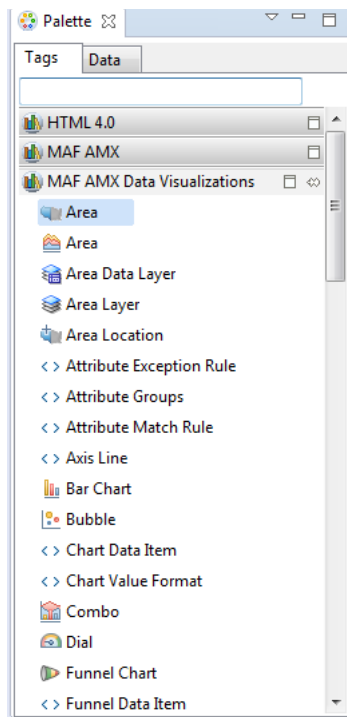 Palette
Tags Data
HTML 4.0
MAF AMX
MAF AMX Data Visualizations
Area
Area
Area Data Layer
Area Layer
Area Location
Attribute Exception Rule
Attribute Groups
Attribute Match Rule
Axis Line
Bar Chart
Bubble
Chart Data Item
Chart Value Format
Combo
Dial
Funnel Chart
Funnel Data Item